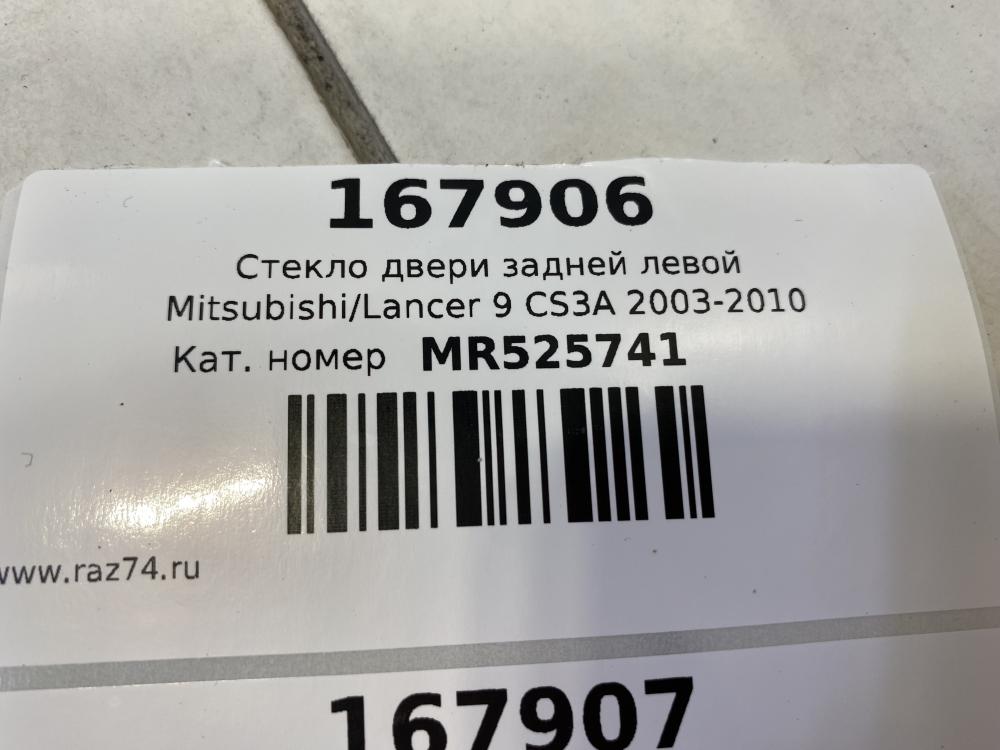 167906
Стекло двери задней левой
Mitsubishi/Lancer 9 CS3A 2003-2010
Кат. номер MR525741
www.raz74.ru
167907